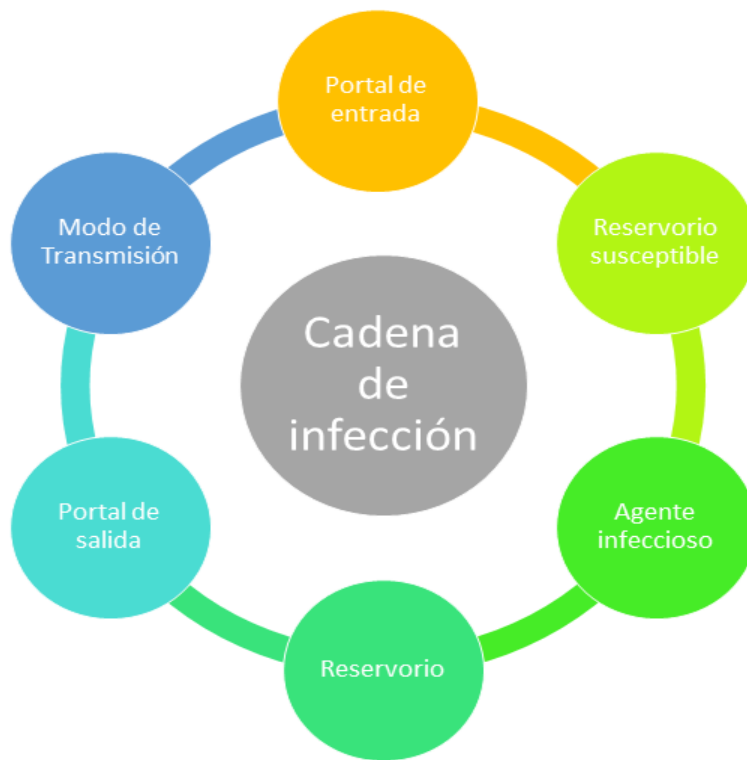 Portal de
entrada
Reservorio
susceptible
Agente
infeccioso
Reservorio
Portal de
salida
Modo de
Transmisión
Cadena
de
infección